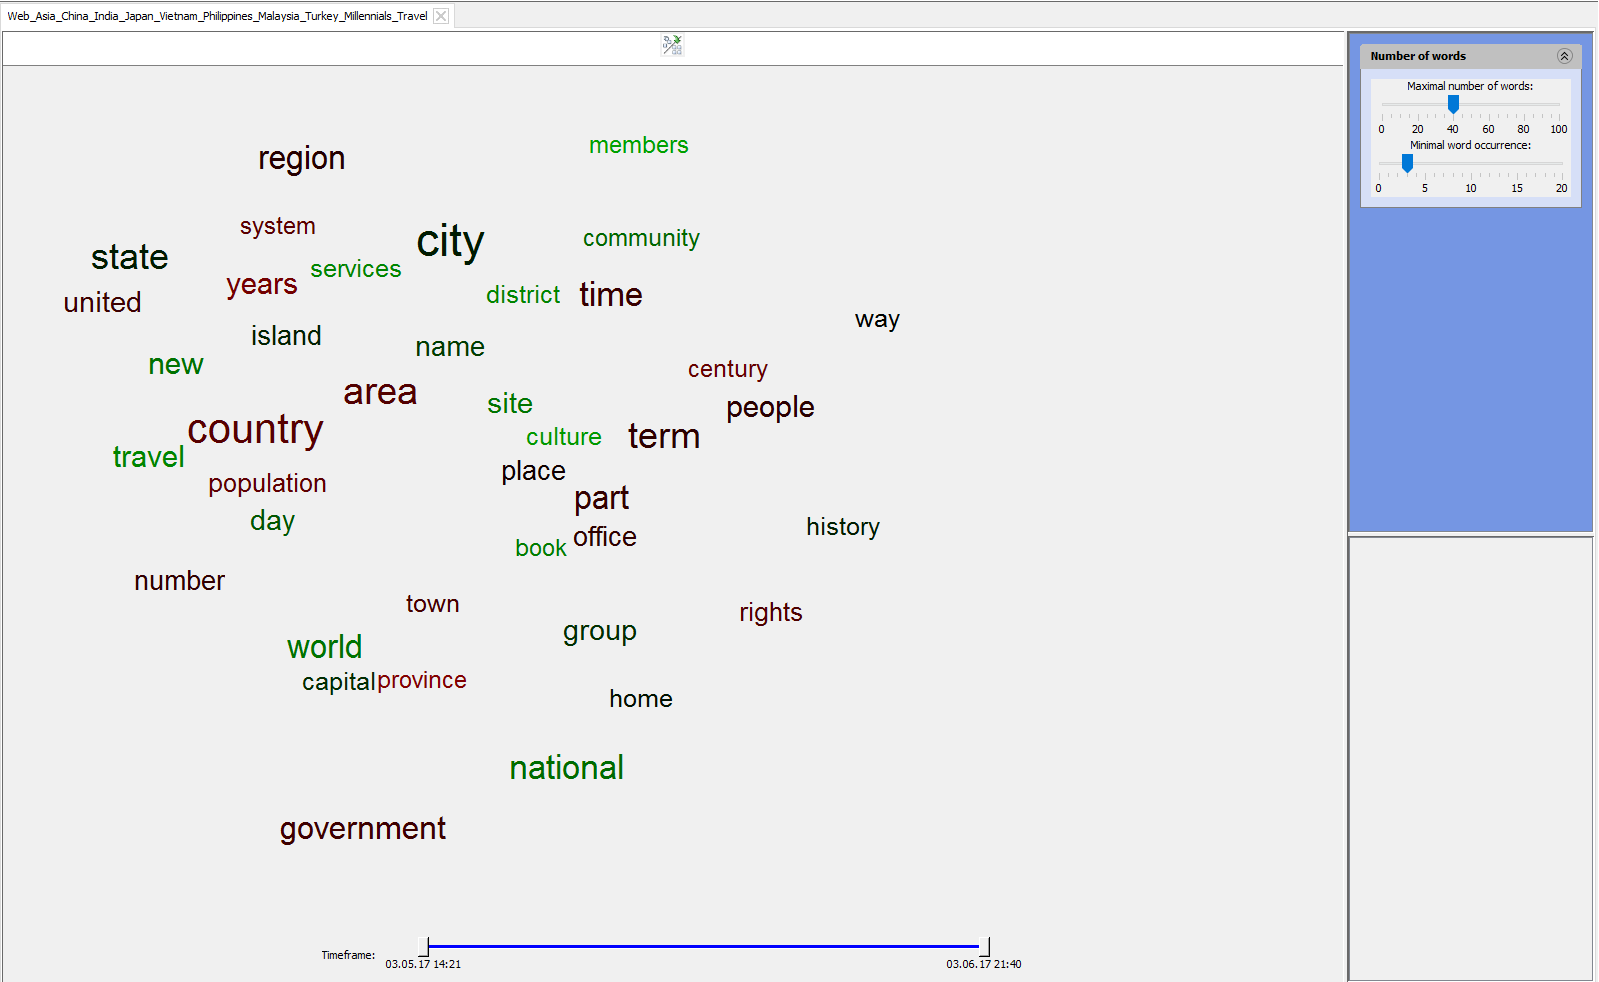 Web_Asia_China_India_Japan_Vietnam_Philippines_Malaysia_Turkey_Millennials_Travel
Number of words
Maximal number of words:
0 20 40 60 80 100
Minimal word occurrence:
0 5 10 15 20
members
region
system
city
community
state
services
years
district
time
united
way
island
name
new
century
area
site
people
country
culture
term
travel
place
population
part
day
history
office
book
number
town
rights
group
world
capital
province
home
national
government
Timeframe:
03.05.17 14:21
03.06.17 21:40